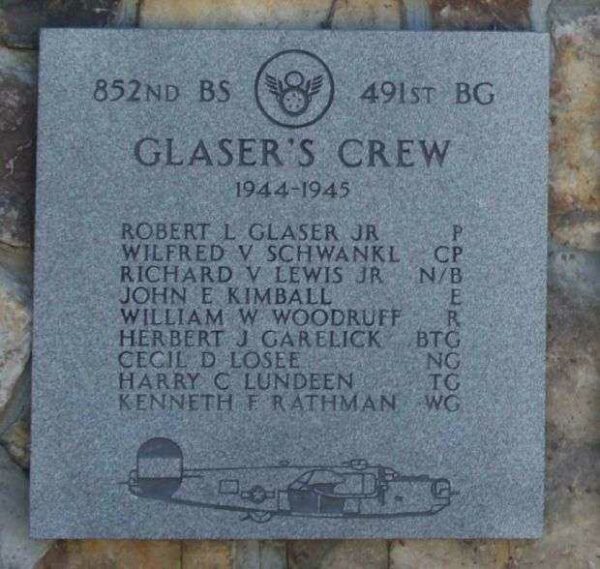 852ND BS 491ST BG
GLASER'S CREW
1944-1945
ROBERT L GLASER JR P
WILFRED V SCHWANKL CP
RICHARD V LEWIS JR N/B
JOHN E KIMBALL E
WILLIAM W WOODRUFF R
HERBERT J GARELICK BTG
CECIL D LOSEE NG
HARRY C LUNDEEN TG
KENNETH F RATHMAN WG